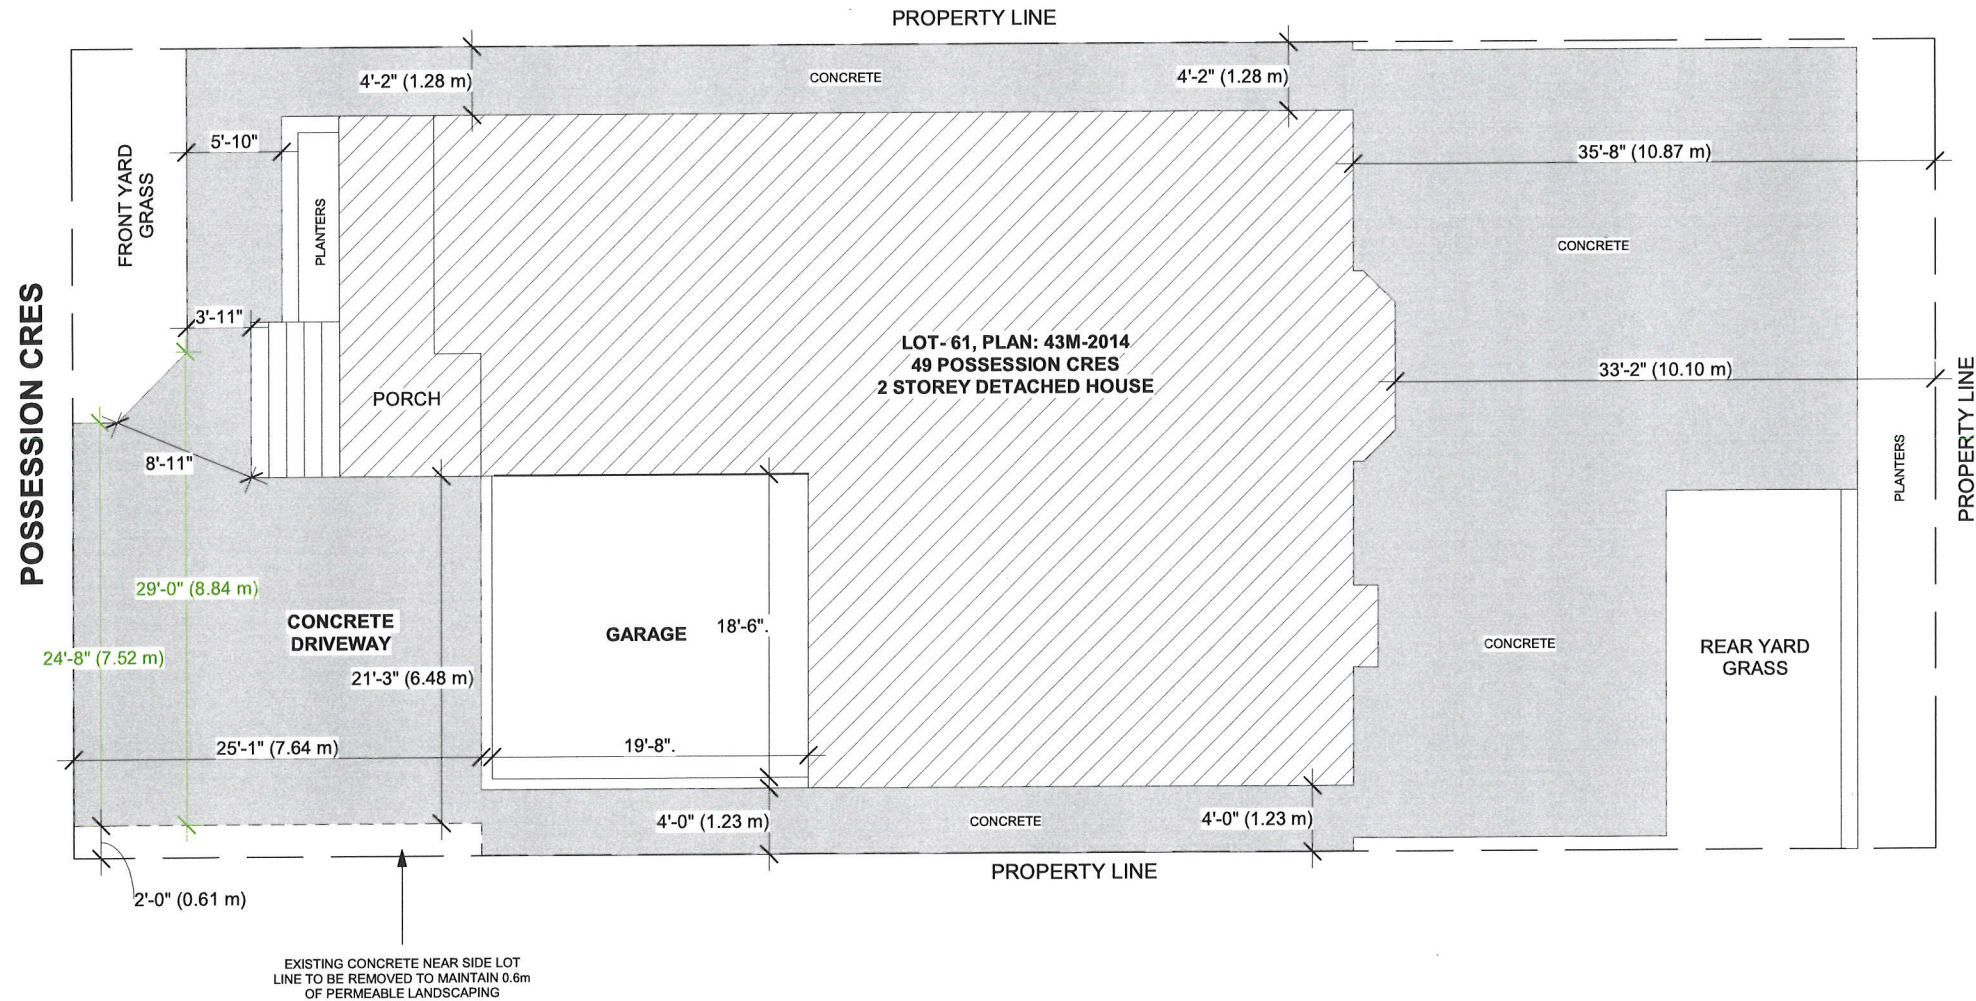 PROPERTY LINE
4'-2" (1.28 m)
CONCRETE
4'-2" (1.28 m)
5'-10"
35'-8" (10.87 m)
FRONT YARD
GRASS
PLANTERS
CONCRETE
3'-11"
POSSESSION CRES
LOT- 61, PLAN: 43M-2014
49 POSSESSION CRES
2 STOREY DETACHED HOUSE
33'-2" (10.10 m)
PORCH
8'-11"
PLANTERS
PROPERTY LINE
29'-0" (8.84 m)
CONCRETE
DRIVEWAY
GARAGE
18'-6".
CONCRETE
REAR YARD
GRASS
24'-8" (7.52 m)
21'-3" (6.48 m)
25'-1" (7.64 m)
19'-8".
4'-0" (1.23 m)
CONCRETE
4'-0" (1.23 m)
PROPERTY LINE
2'-0" (0.61 m)
EXISTING CONCRETE NEAR SIDE LOT
LINE TO BE REMOVED TO MAINTAIN 0.6m
OF PERMEABLE LANDSCAPING